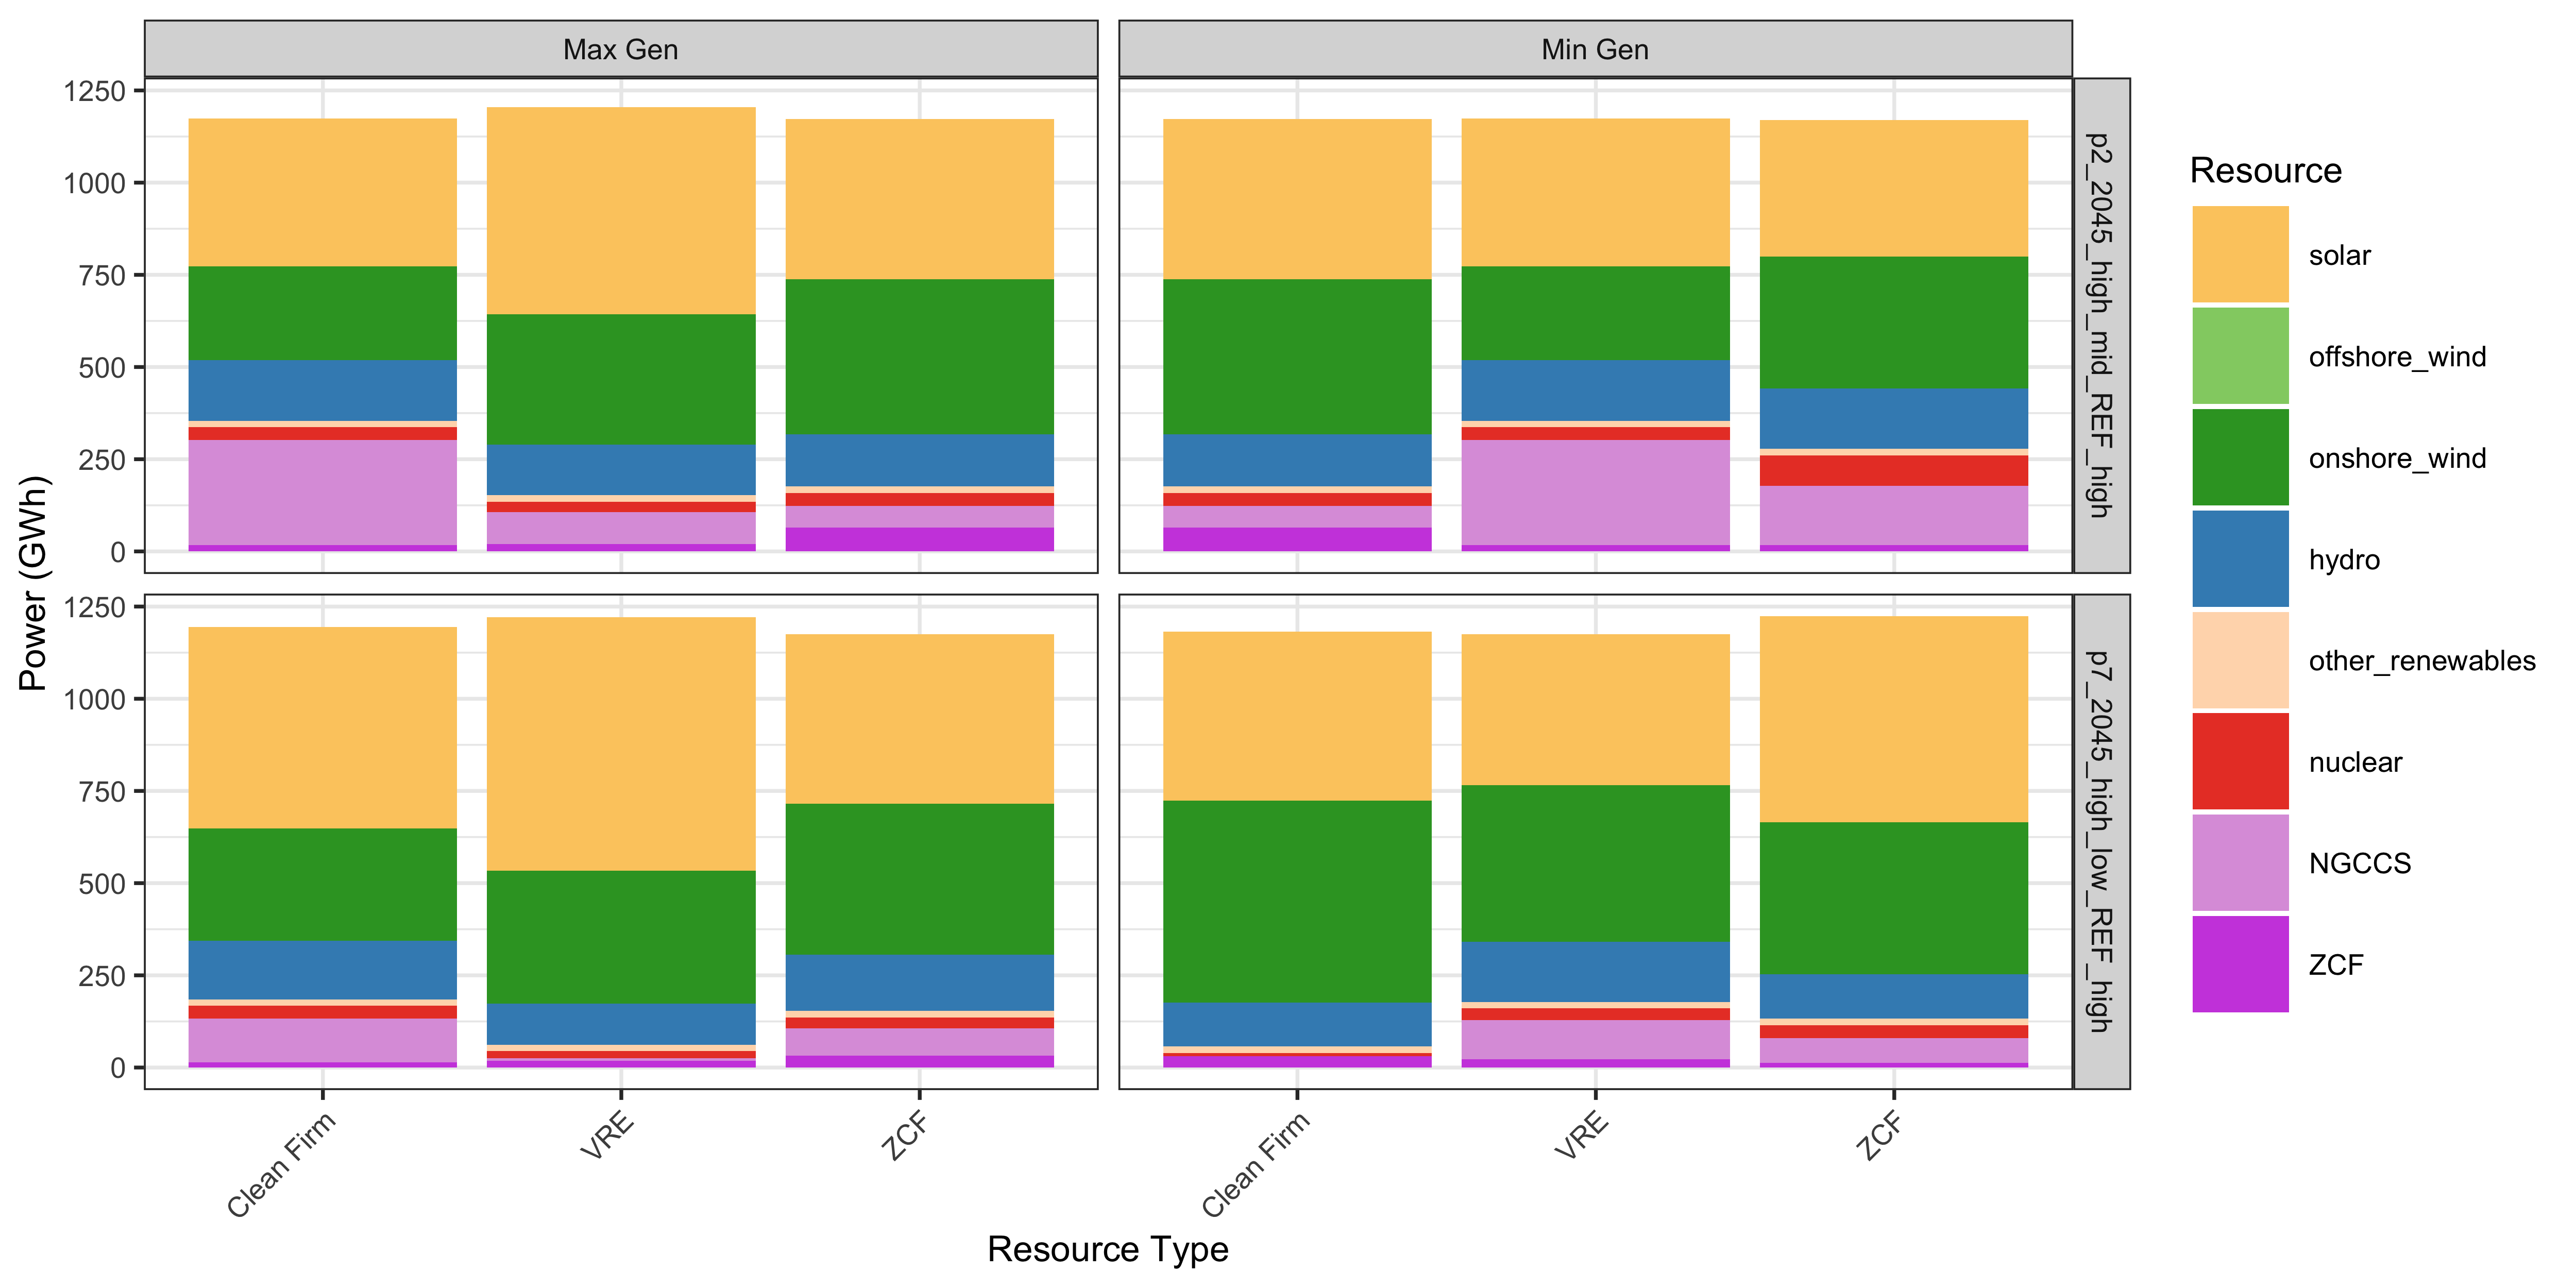 Max Gen
Min Gen
1250
1000
750
500
250
0
p2_2045_high_mid_REF_high
1250
1000
750
500
250
0
p7_2045_high_low_REF_high
Power (GWh)
Clean Firm
VRE
ZCF
Clean Firm
VRE
ZCF
Resource Type
Resource
solar
offshore_wind
onshore_wind
hydro
other_renewables
nuclear
NGCCS
ZCF